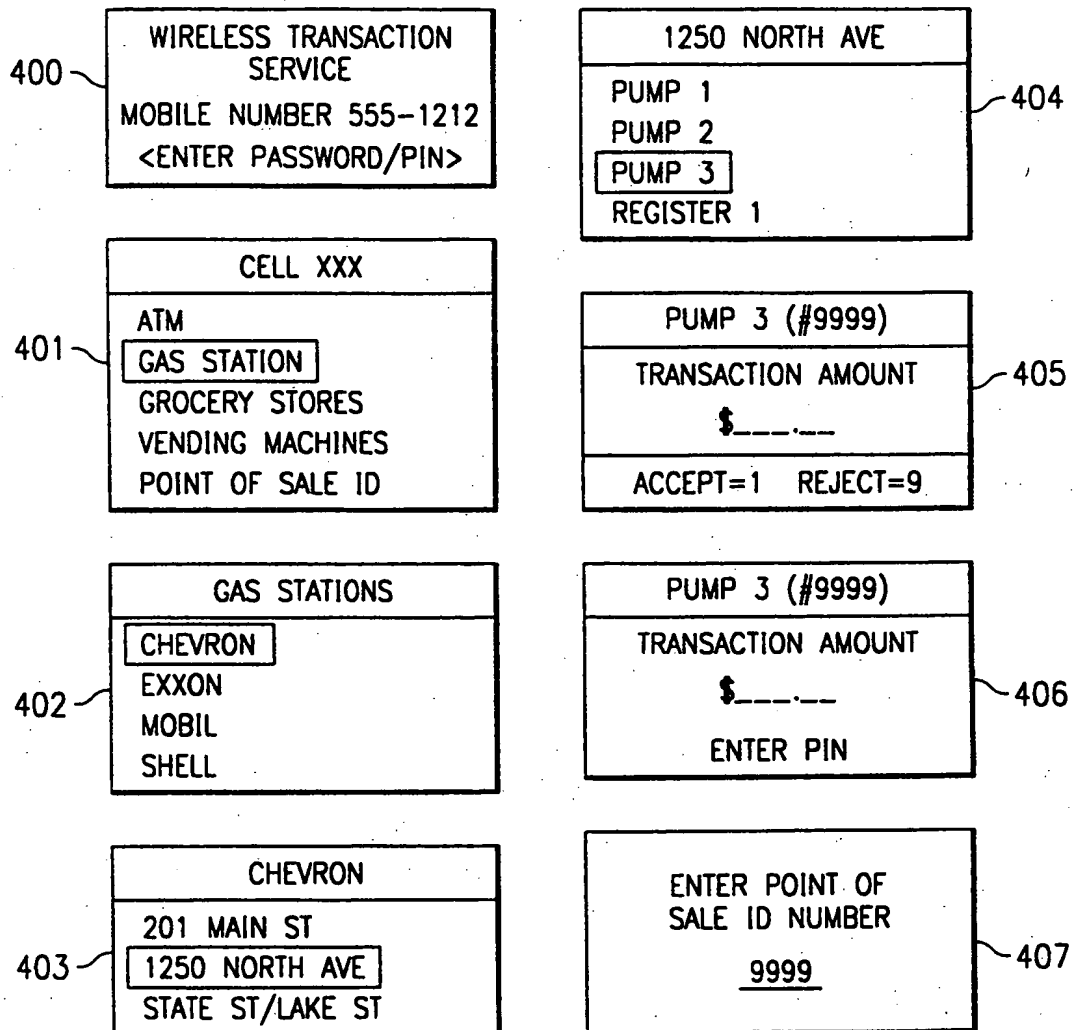 400
WIRELESS TRANSACTION
SERVICE
MOBILE NUMBER 555-1212
<ENTER PASSWORD/PIN>
401
CELL XXX
ATM
GAS STATION
GROCERY STORES
VENDING MACHINES
POINT OF SALE ID
402
GAS STATIONS
CHEVRON
EXXON
MOBIL
SHELL
403
CHEVRON
201 MAIN ST
1250 NORTH AVE
STATE ST/LAKE ST
1250 NORTH AVE
404
PUMP 1
PUMP 2
PUMP 3
REGISTER 1
PUMP 3 (#9999)
405
TRANSACTION AMOUNT
$___.__
ACCEPT=1 REJECT=9
PUMP 3 (#9999)
TRANSACTION AMOUNT
406
$___.__
ENTER PIN
ENTER POINT OF
SALE ID NUMBER
407
9999